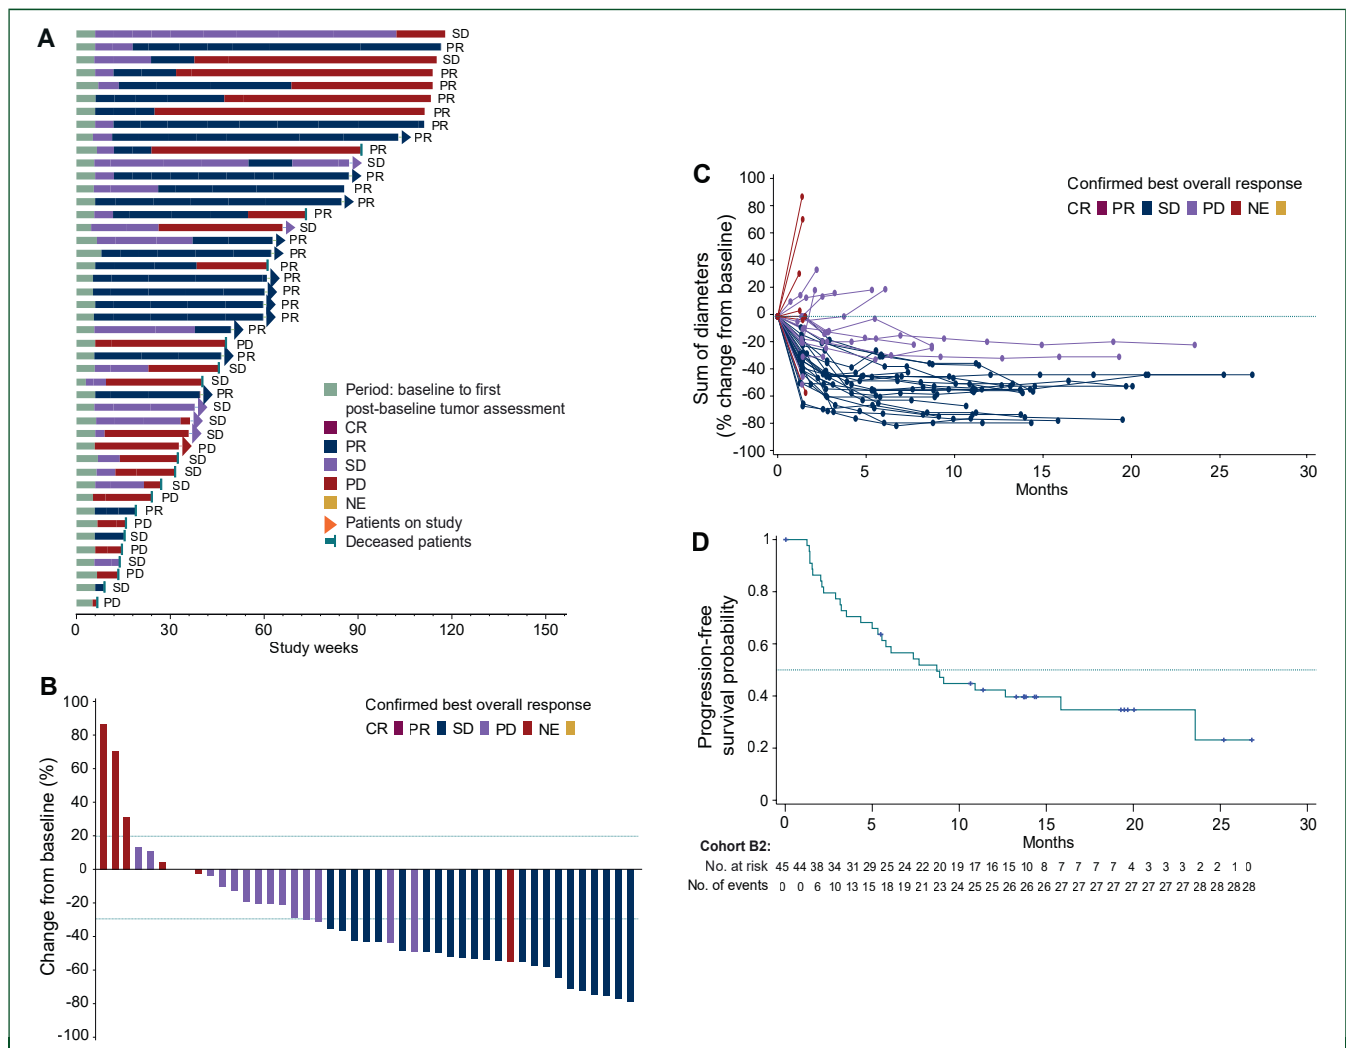 A
SD
PR
SD
PR
PR
PR
PR
PR
PR
PR
SD
PR
PR
PR
PR
SD
PR
PR
PR
PR
PR
PR
PR
PR
PD
PR
SD
SD
PR
SD
SD
SD
PD
SD
SD
SD
PD
PR
PD
SD
PD
SD
PD
SD
PD
Period: baseline to first
post-baseline tumor assessment
CR
PR
SD
PD
NE
Patients on study
Deceased patients
0 30 60 90 120 150
Study weeks
B
Confirmed best overall response
CR PR SD PD NE
Change from baseline (%)
100
80
60
40
20
0
-20
-40
-60
-80
-100
C
Confirmed best overall response
CR PR SD PD NE
Sum of diameters
(% change from baseline)
100
80
60
40
20
0
-20
-40
-60
-80
-100
0 5 10 15 20 25 30
Months
D
Progression-free
survival probability
1
0.8
0.6
0.4
0.2
0
0 5 10 15 20 25 30
Months
Cohort B2:
No. at risk 45 44 38 34 31 29 25 24 22 20 19 17 16 15 10 8 7 7 7 7 4 3 3 3 2 2 1 0
No. of events 0 0 6 10 13 15 18 19 21 23 24 25 25 26 26 26 27 27 27 27 27 27 27 27 28 28 28 28